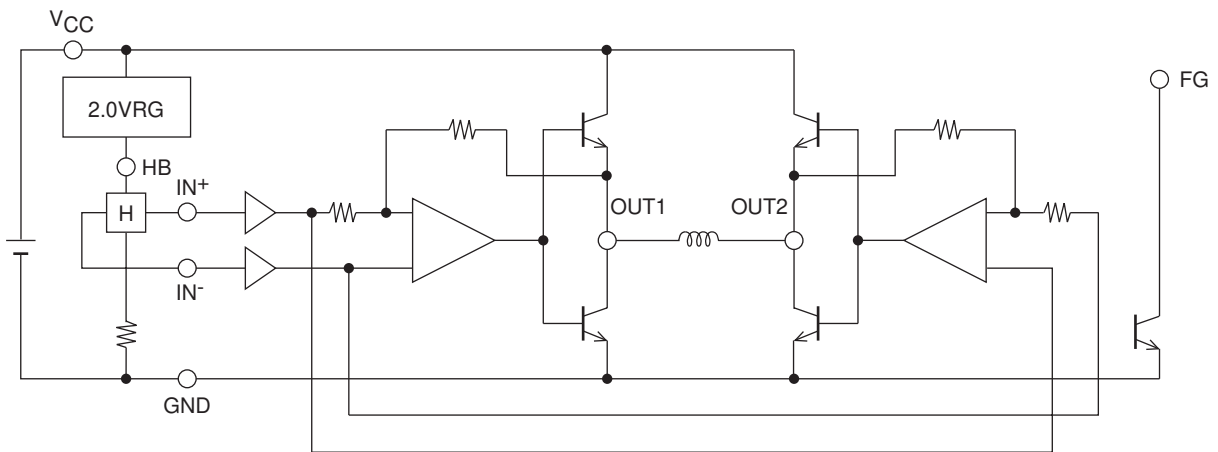 VCC
2.0VRG
HB
H
IN+
IN-
GND
OUT1
OUT2
FG